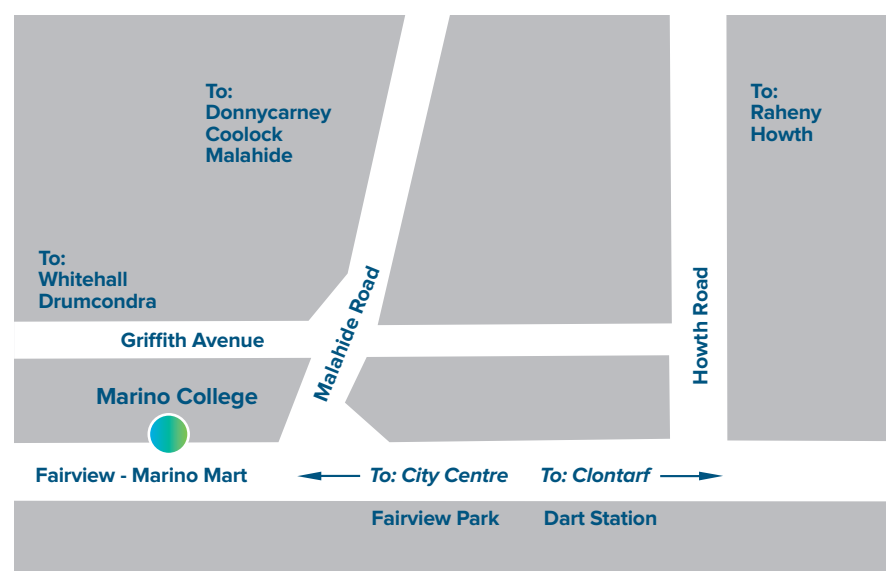 To:
Donnycarney
Coolock
Malahide
To:
Raheny
Howth
To:
Whitehall
Drumcondra
Griffith Avenue
Malahide Road
Howth Road
Marino College
Fairview - Marino Mart
To: City Centre
To: Clontarf
Fairview Park
Dart Station